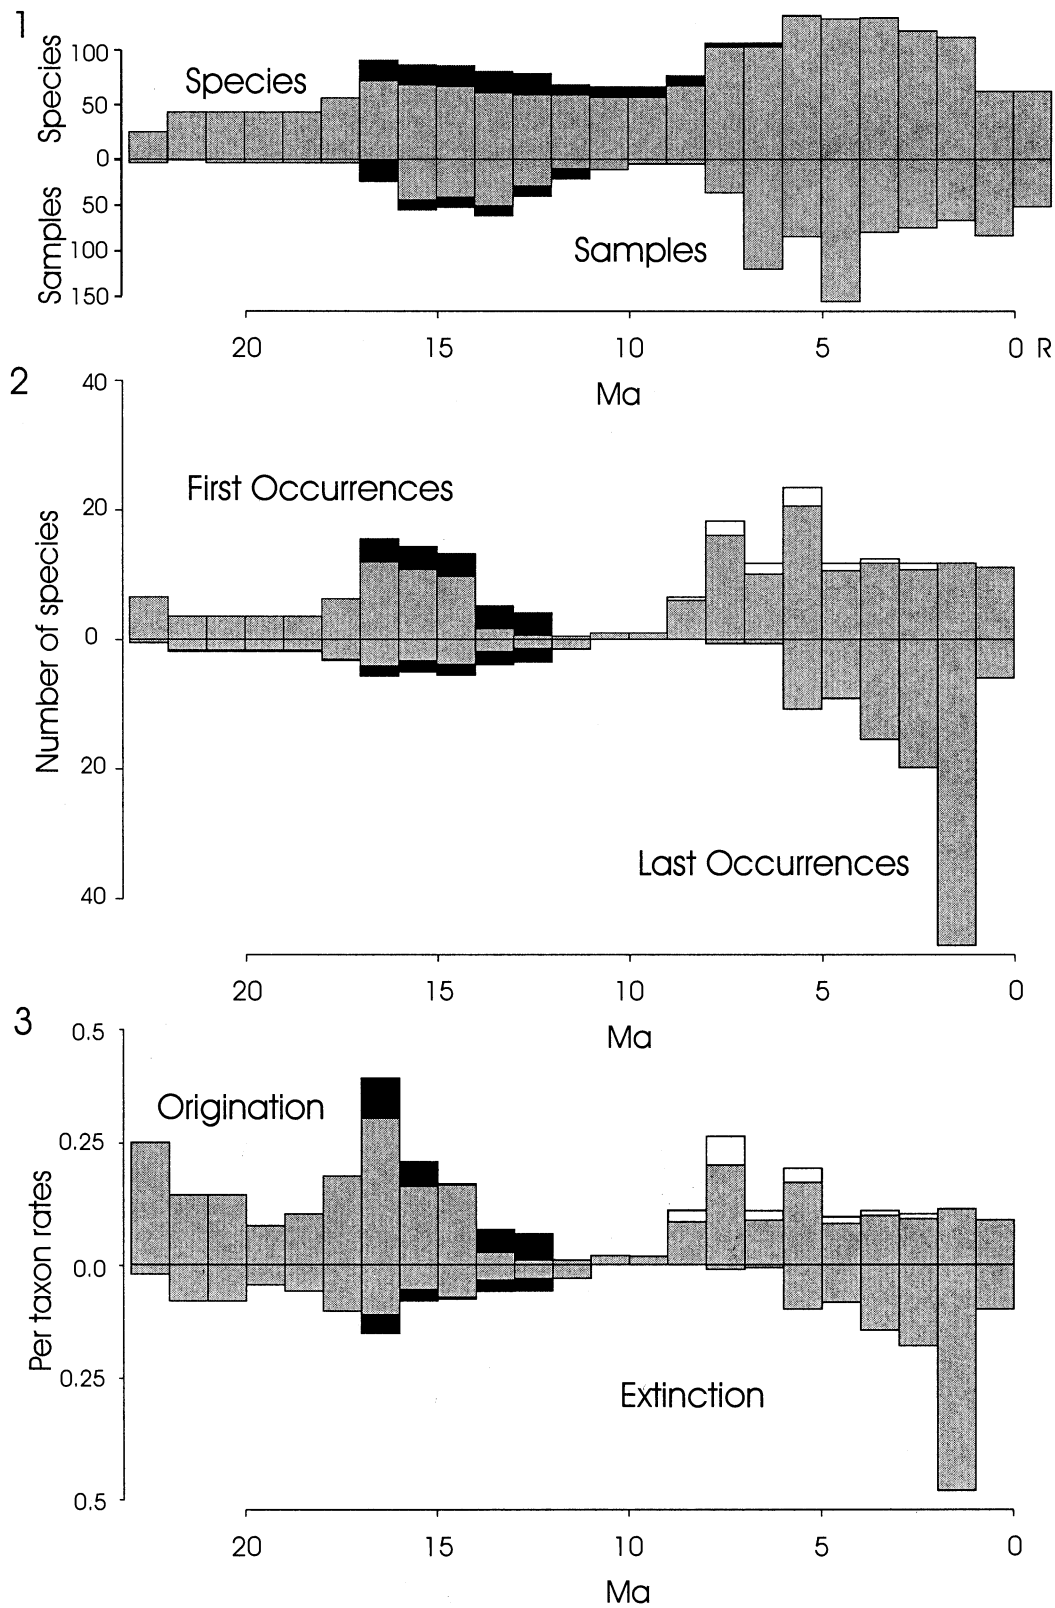 1
Species
Samples
100
50
0
50
100
150
Species
Samples
20 15 10 5 0 R
Ma
2
Number of species
40
20
0
20
40
First Occurrences
Last Occurrences
20 15 10 5 0
Ma
3
Per taxon rates
0.5
0.25
0.0
0.25
0.5
Origination
Extinction
20 15 10 5 0
Ma